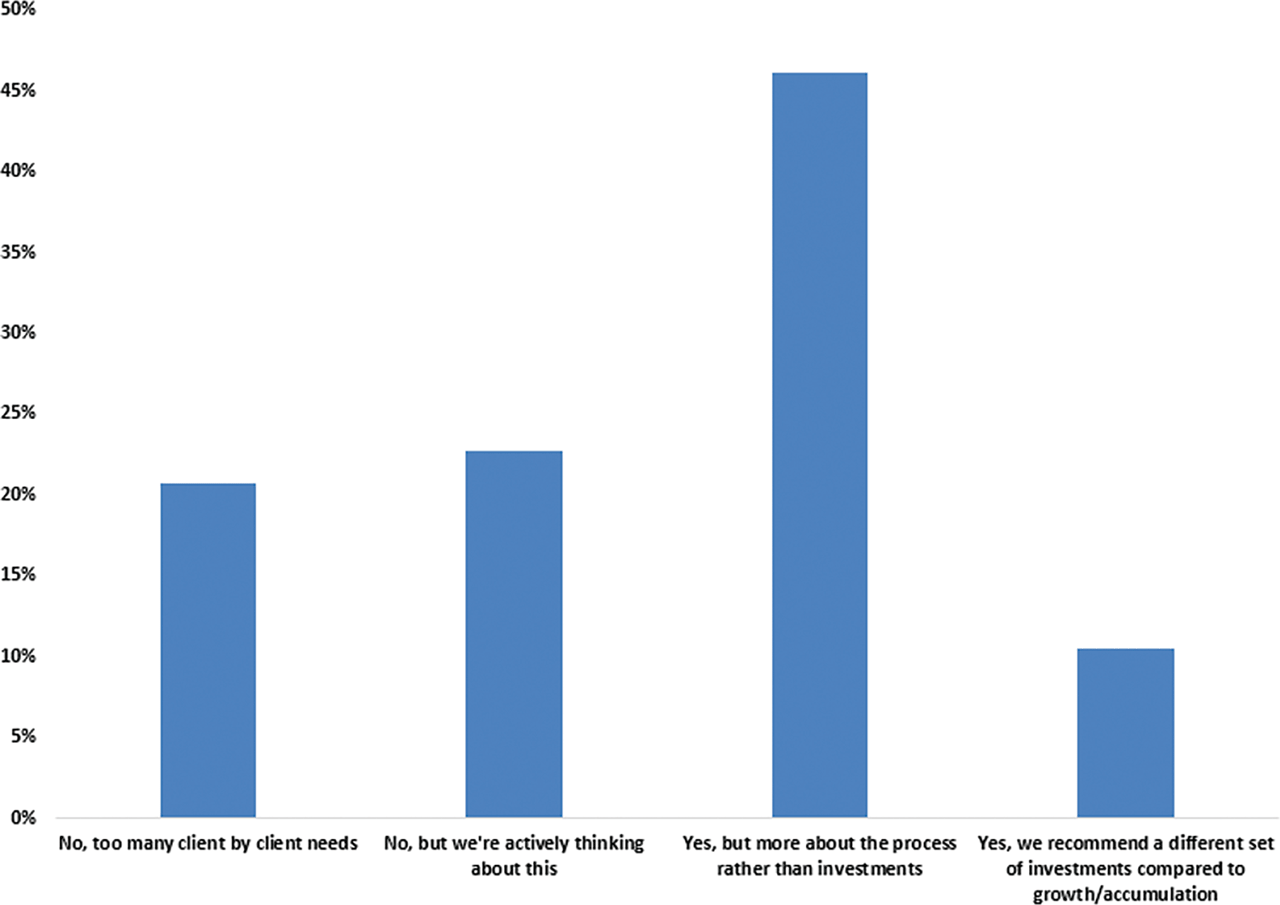 50%
45%
40%
35%
30%
25%
20%
15%
10%
5%
0%
No, too many client by client needs
No, but we're actively thinking
about this
Yes, but more about the process
rather than investments
Yes, we recommend a different set
of investments compared to
growth/accumulation